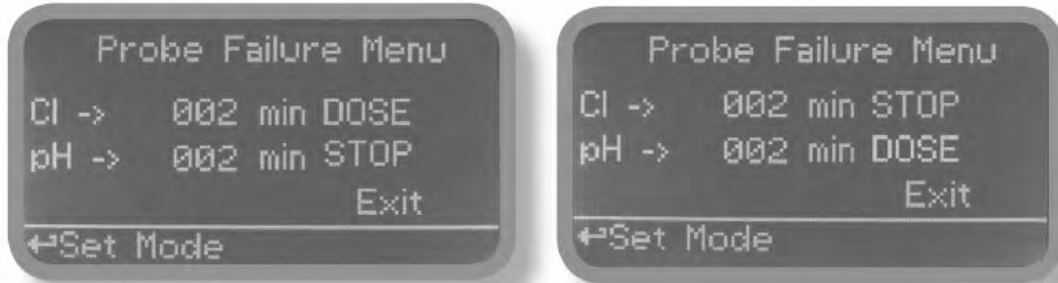 Probe Failure Menu
Cl -> 002 min DOSE
pH -> 002 min STOP
Exit
↵Set Mode
Probe Failure Menu
Cl -> 002 min STOP
pH -> 002 min DOSE
Exit
↵Set Mode